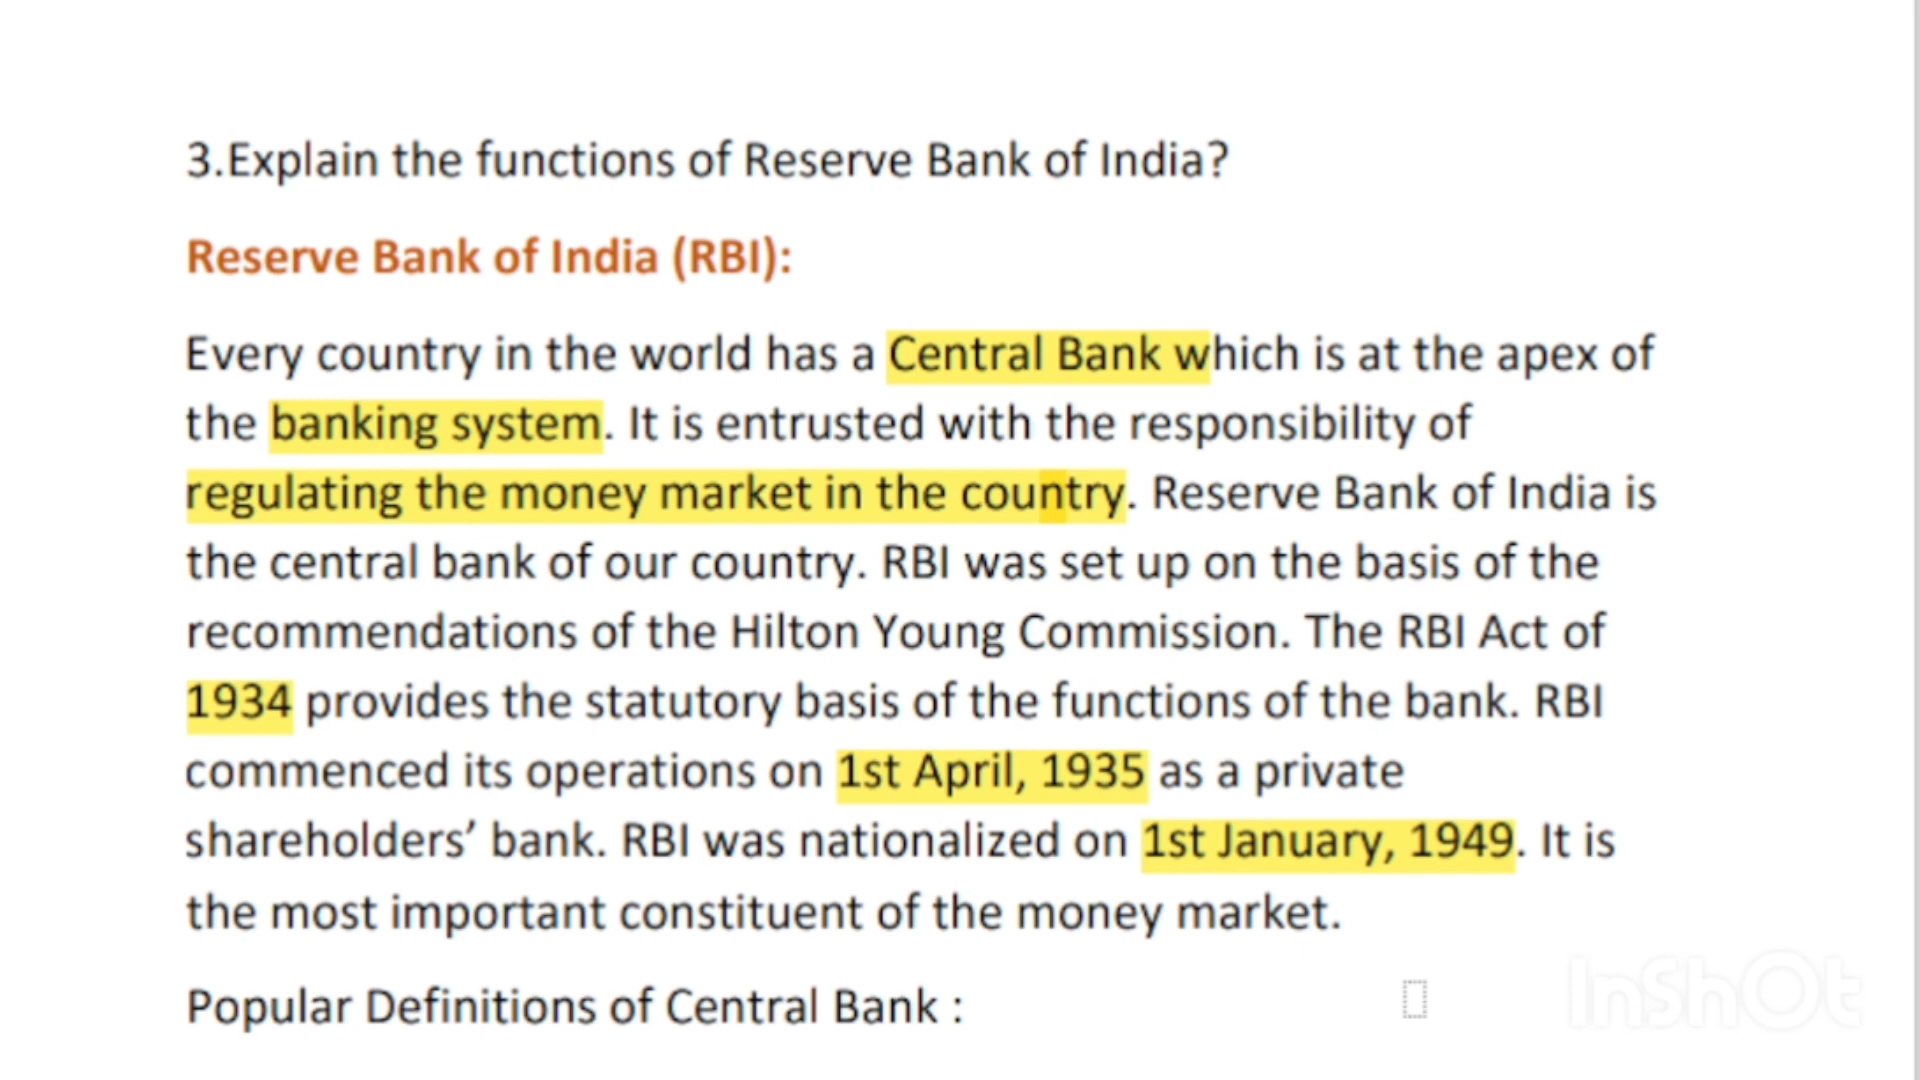 3.Explain the functions of Reserve Bank of India?
Reserve Bank of India (RBI):
Every country in the world has a Central Bank which is at the apex of
the banking system. It is entrusted with the responsibility of
regulating the money market in the country. Reserve Bank of India is
the central bank of our country. RBI was set up on the basis of the
recommendations of the Hilton Young Commission. The RBI Act of
1934 provides the statutory basis of the functions of the bank. RBI
commenced its operations on 1st April, 1935 as a private
shareholders’ bank. RBI was nationalized on 1st January, 1949. It is
the most important constituent of the money market.
Popular Definitions of Central Bank :
InShOt